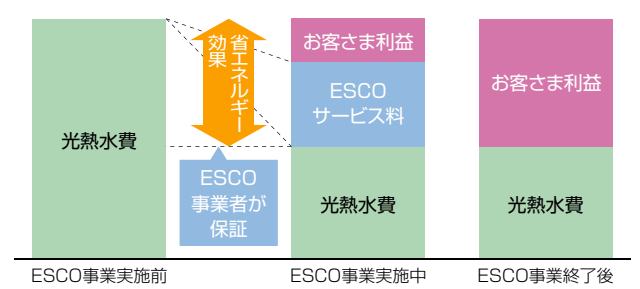 光熱水費
省エネルギー
効果
ESCO
事業者が
保証
お客さま利益
ESCO
サービス料
光熱水費
お客さま利益
光熱水費
ESCO事業実施前
ESCO事業実施中
ESCO事業終了後